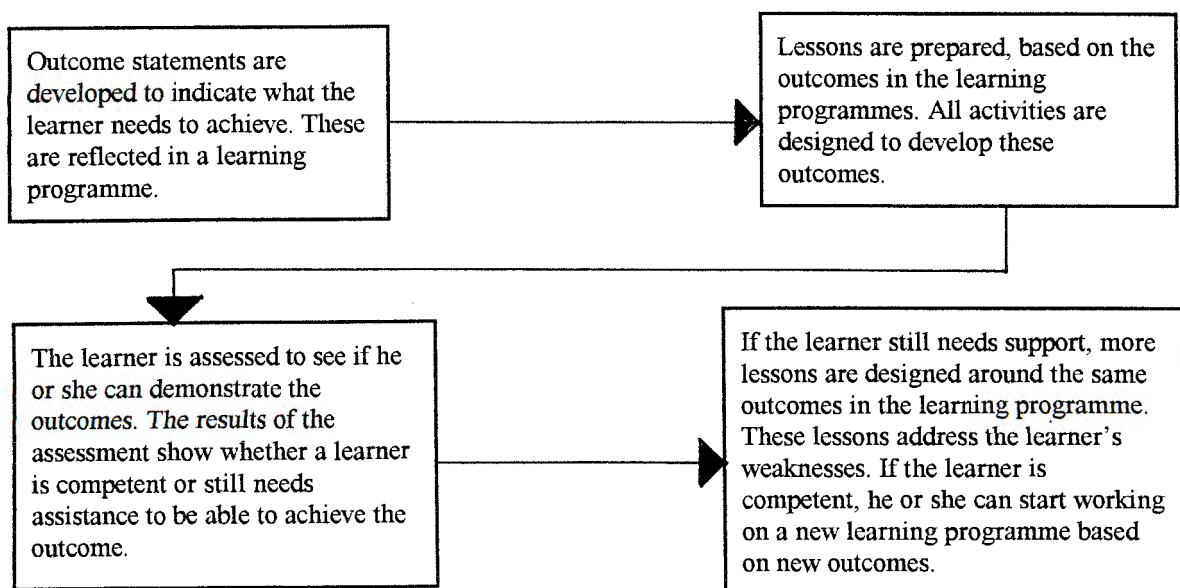 Outcome statements are
developed to indicate what the
learner needs to achieve. These
are reflected in a learning
programme.
Lessons are prepared, based on the
outcomes in the learning
programmes. All activities are
designed to develop these
outcomes.
The learner is assessed to see if he
or she can demonstrate the
outcomes. The results of the
assessment show whether a learner
is competent or still needs
assistance to be able to achieve the
outcome.
If the learner still needs support, more
lessons are designed around the same
outcomes in the learning programme.
These lessons address the learner's
weaknesses. If the learner is
competent, he or she can start working
on a new learning programme based
on new outcomes.